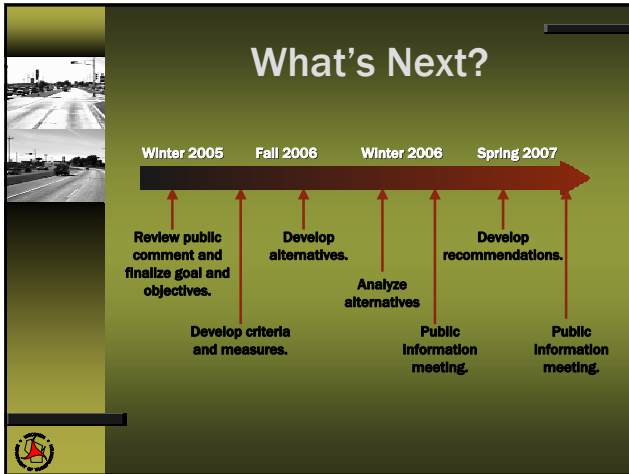 What's Next?
Winter 2005 Fall 2006 Winter 2006 Spring 2007
Review public
comment and
finalize goal and
objectives.
Develop criteria
and measures.
Develop
alternatives.
Analyze
alternatives
Public
information
meeting.
Develop
recommendations.
Public
information
meeting.